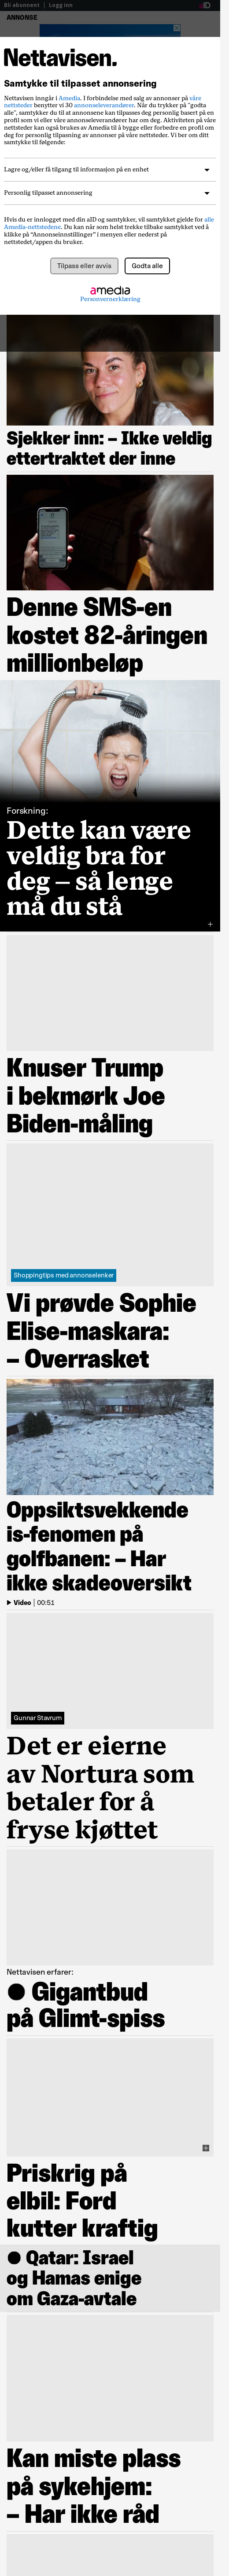 Bli abonnent | Logg inn
aID
ANNONSE
Nettavisen.
Samtykke til tilpasset annonsering
Nettavisen inngår i Amedia. I forbindelse med salg av annonser på våre
nettsteder benytter vi 30 annonseleverandører. Når du trykker på "godta
alle", samtykker du til at annonsene kan tilpasses deg personlig basert på det
lille vi som vi eller våre annonseleverandører har om deg. Aktiviteten på våre
nettsteder kan også brukes av Amedia til å bygge eller forbedre en profil om
deg for personlig tilpasning av annonser på våre nettsteder. Vi ber om ditt
samtykke til følgende:
Lagre og/eller få tilgang til informasjon på en enhet
Personlig tilpasset annonsering
Hvis du er innlogget med din aID og samtykker, vil samtykket gjelde for alle
Amedia-nettstedene. Du kan når som helst trekke tilbake samtykket ved å
klikke på “Annonseinnstillinger” i menyen eller nederst på
nettstedet/appen du bruker.
Tilpass eller avvis
Godta alle
amedia
Personvernerklæring
Sjekker inn: – Ikke veldig
ettertraktet der inne
Denne SMS-en
kostet 82-åringen
millionbeløp
Forskning:
Dette kan være
veldig bra for
deg – så lenge
må du stå
Knuser Trump
i bekmørk Joe
Biden-måling
Shoppingtips med annonselenker
Vi prøvde Sophie
Elise-maskara:
– Overrasket
Oppsiktsvekkende
is-fenomen på
golfbanen: – Har
ikke skadeoversikt
Video | 00:51
Gunnar Stavrum
Det er eierne
av Nortura som
betaler for å
fryse kjøttet
Nettavisen erfarer:
● Gigantbud
på Glimt-spiss
Priskrig på
elbil: Ford
kutter kraftig
● Qatar: Israel
og Hamas enige
om Gaza-avtale
Kan miste plass
på sykehjem:
– Har ikke råd